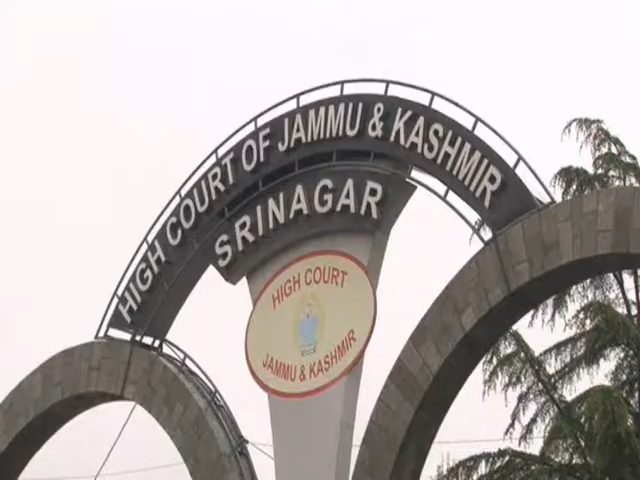 HIGH COURT OF JAMMU & KASHMIR
SRINAGAR
HIGH COURT
JAMMU & KASHMIR